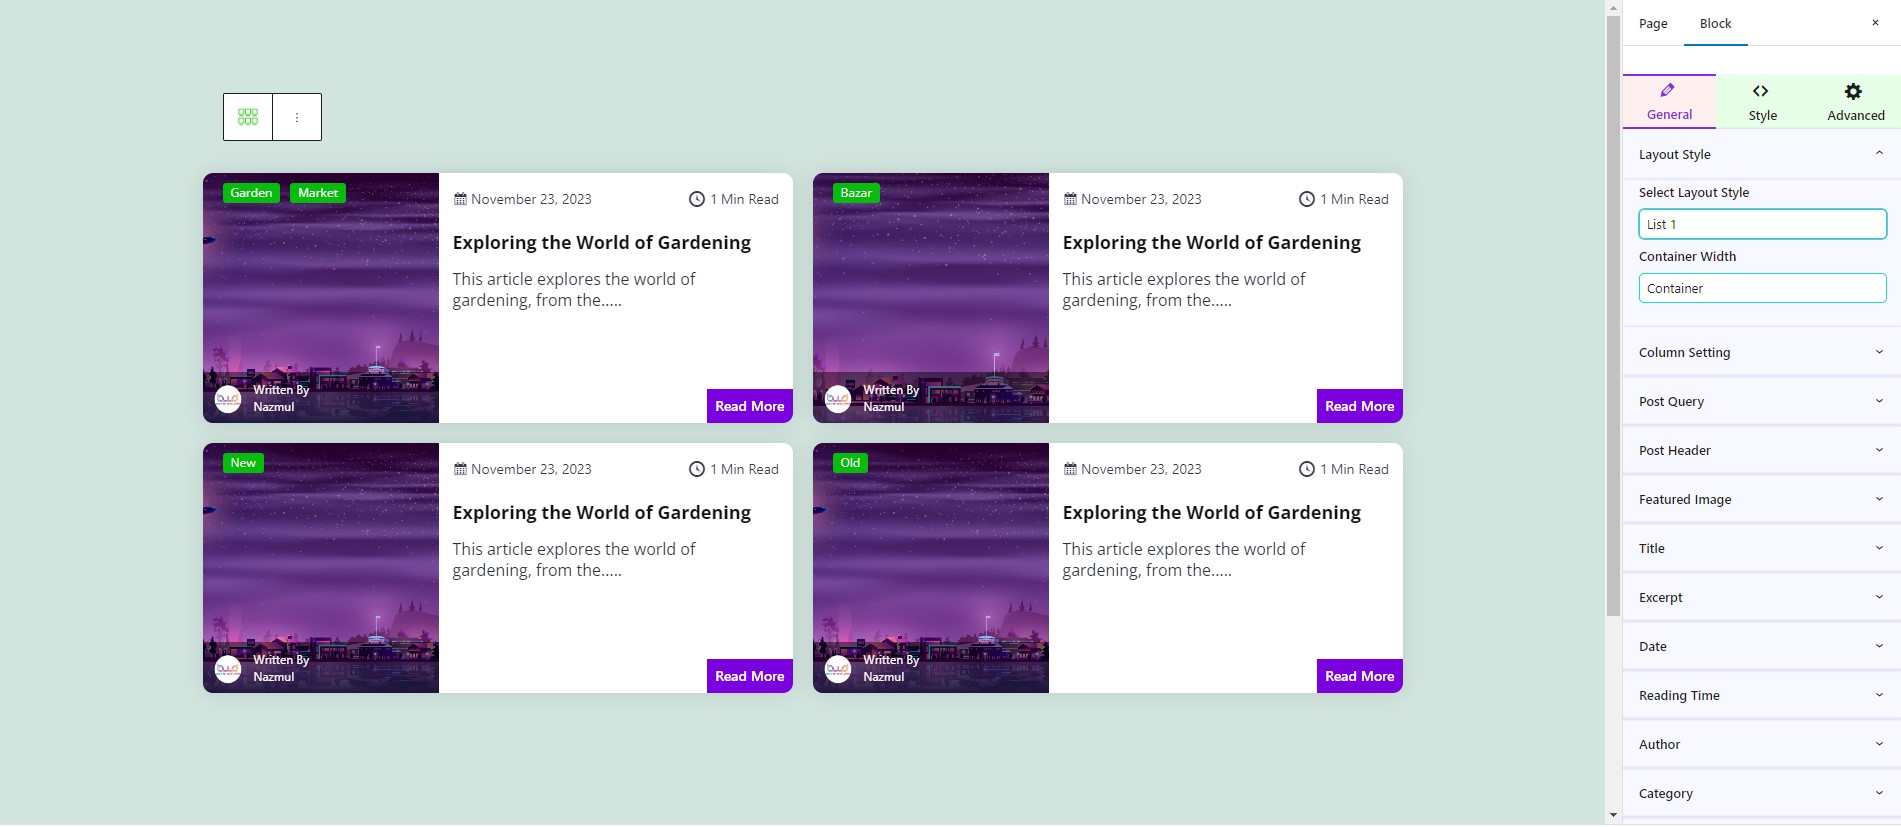 Page
Block
×
General
Style
Advanced
Layout Style
Select Layout Style
List 1
Container Width
Container
Column Setting
Post Query
Post Header
Featured Image
Title
Excerpt
Date
Reading Time
Author
Category
Garden
Market
November 23, 2023
1 Min Read
Exploring the World of Gardening
This article explores the world of
gardening, from the.....
Written By
Nazmul
Read More
Bazar
November 23, 2023
1 Min Read
Exploring the World of Gardening
This article explores the world of
gardening, from the.....
Written By
Nazmul
Read More
New
November 23, 2023
1 Min Read
Exploring the World of Gardening
This article explores the world of
gardening, from the.....
Written By
Nazmul
Read More
Old
November 23, 2023
1 Min Read
Exploring the World of Gardening
This article explores the world of
gardening, from the.....
Written By
Nazmul
Read More